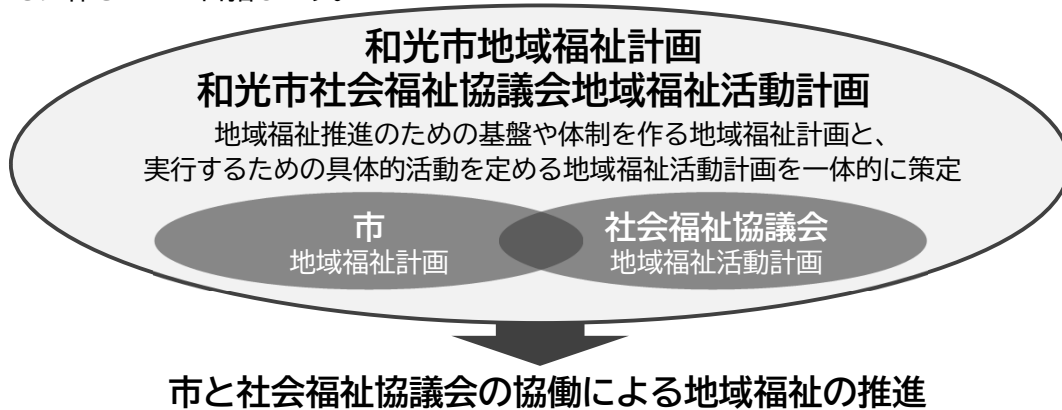 和光市地域福祉計画
和光市社会福祉協議会地域福祉活動計画
地域福祉推進のための基盤や体制を作る地域福祉計画と、
実行するための具体的活動を定める地域福祉活動計画を一体的に策定
市
地域福祉計画
社会福祉協議会
地域福祉活動計画
市と社会福祉協議会の協働による地域福祉の推進